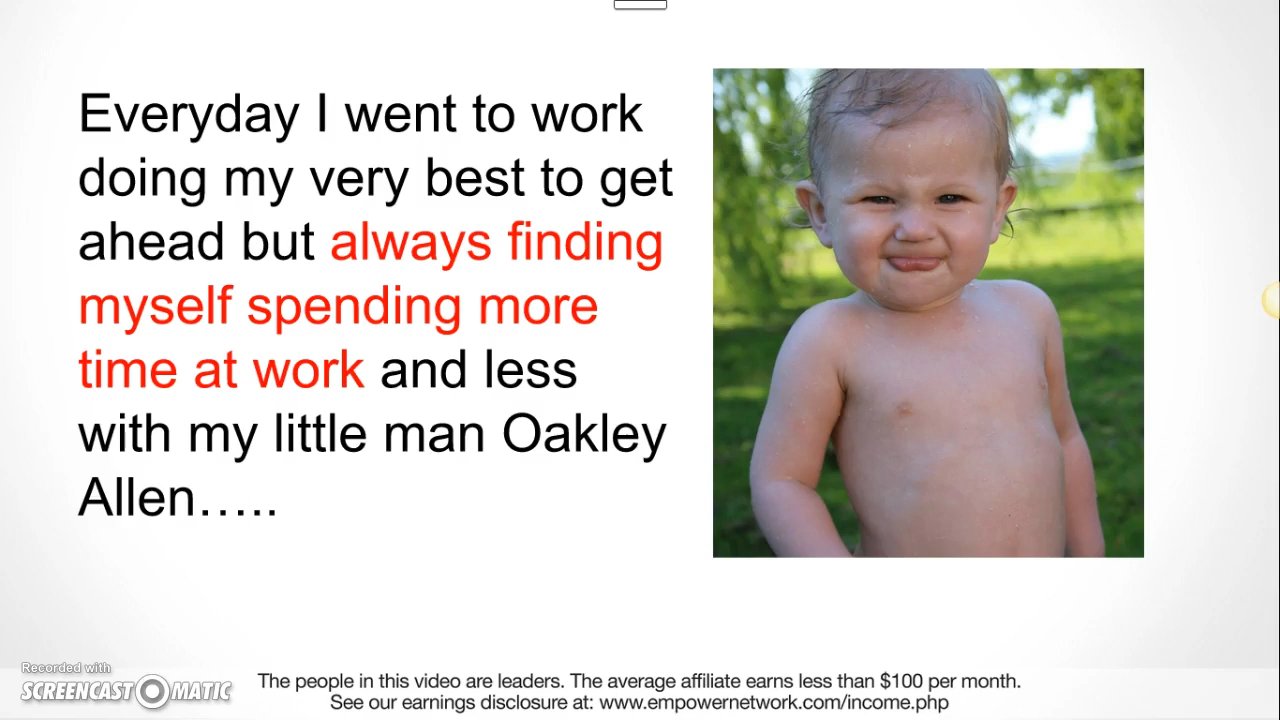 Everyday I went to work
doing my very best to get
ahead but always finding
myself spending more
time at work and less
with my little man Oakley
Allen…..
Recorded with
SCREENCAST-O-MATIC
The people in this video are leaders. The average affiliate earns less than $100 per month.
See our earnings disclosure at: www.empowernetwork.com/income.php